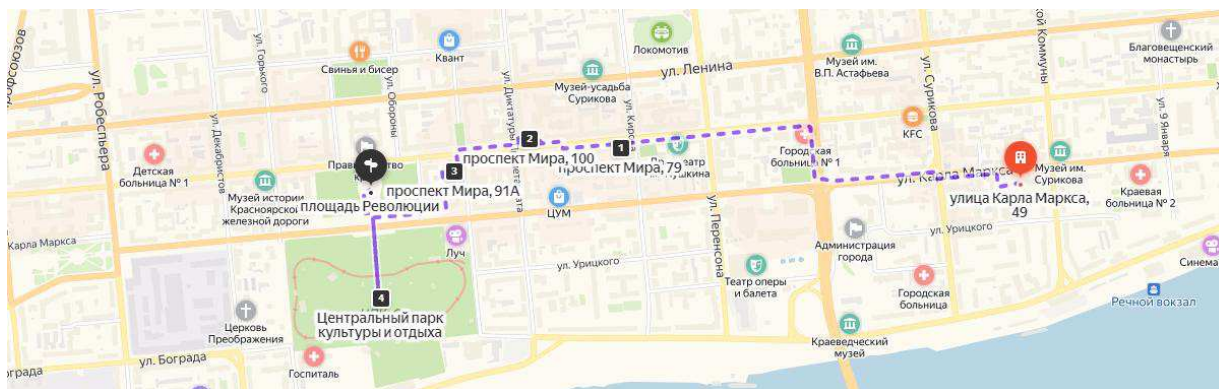 ул. Робеспьера
ул. Горького
Свинья и бисер
Квант
Локомотив
ул. Ленина
Музей им.
В.П. Астафьева
ул. Сурикова
Благовещенский
монастырь
ул. Декабристов
ул. Обороны
Музей-усадьба
Сурикова
KFC
ул. 9 Января
Детская
больница № 1
2
1
3
проспект Мира, 100
проспект Мира, 79
Городская
больница № 1
ул. Карла Маркса
Музей им.
Сурикова
проспект Мира, 91А
площадь Революции
Музей истории
Красноярской
железной дороги
ЦУМ
улица Карла Маркса,
49
Краевая
больница № 2
Карла Маркса
Луч
ул. Перенсона
Администрация
города
ул. Урицкого
ул. Урицкого
Театр оперы
и балета
Городская
больница
Речной вокзал
4
Центральный парк
культуры и отдыха
Церковь
Преображения
Краеведческий
музей
ул. Бограда
Госпиталь